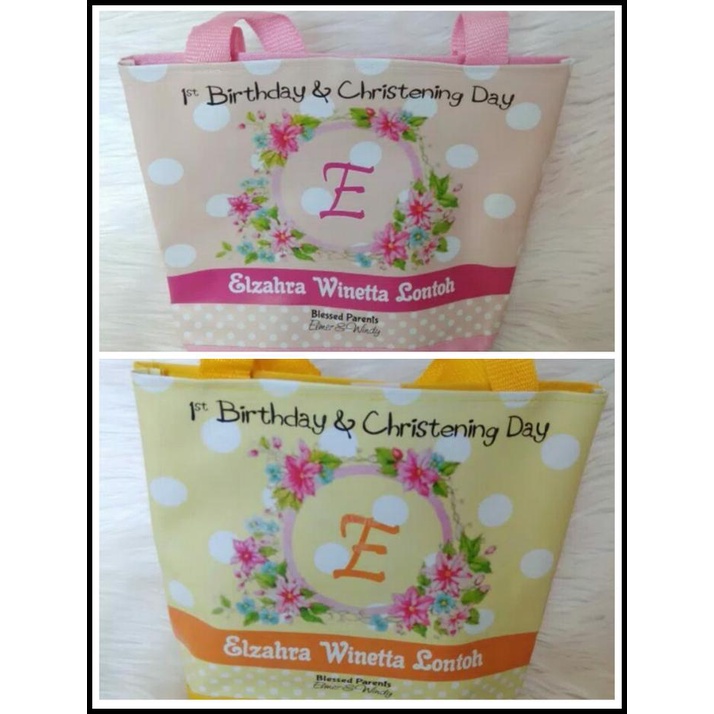 1st Birthday & Christening Day
E
Elzahra Winetta Lontoh
Blessed Parents
Elmer & Windy
1st Birthday & Christening Day
E
Elzahra Winetta Lontoh
Blessed Parents
Elmer & Windy